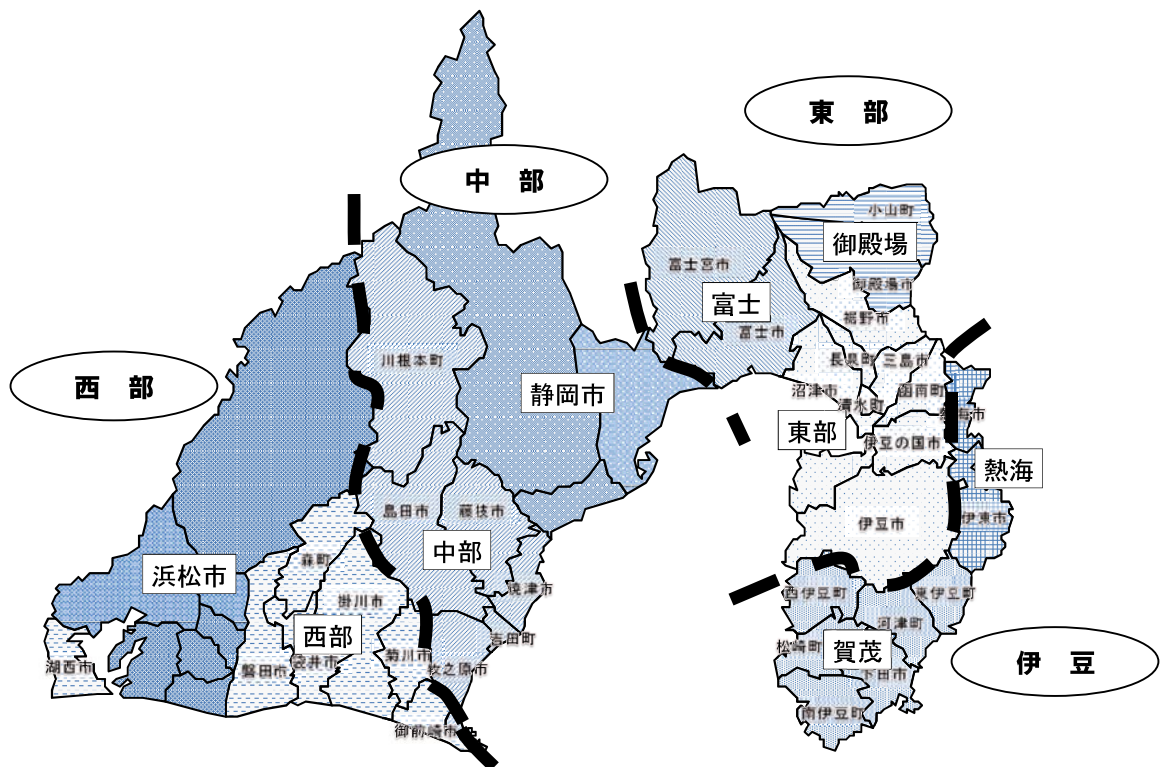 東　部
中　部
小山町
御殿場
富士宮市
御殿場市
富士
裾野市
富士市
長泉町
三島市
川根本町
西　部
静岡市
沼津市
函南町
清水町
熱海市
東部
伊豆の国市
熱海
島田市
藤枝市
伊豆市
伊東市
中部
森町
浜松市
焼津市
西伊豆町
東伊豆町
掛川市
河津町
西部
吉田町
松崎町
賀茂
菊川市
袋井市
湖西市
磐田市
牧之原市
下田市
伊　豆
南伊豆町
御前崎市